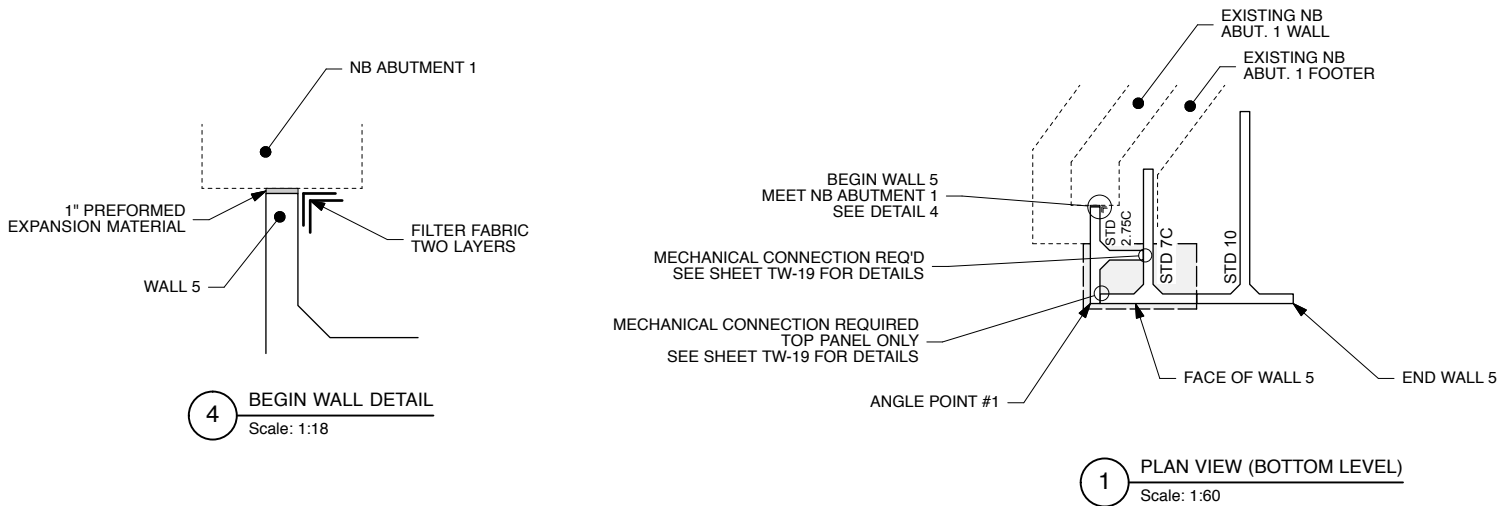 NB ABUTMENT 1
1" PREFORMED
EXPANSION MATERIAL
FILTER FABRIC
TWO LAYERS
WALL 5
4
BEGIN WALL DETAIL
Scale: 1:18
EXISTING NB
ABUT. 1 WALL
EXISTING NB
ABUT. 1 FOOTER
BEGIN WALL 5
MEET NB ABUTMENT 1
SEE DETAIL 4
STD
2.75C
STD 7C
STD 10
MECHANICAL CONNECTION REQ'D
SEE SHEET TW-19 FOR DETAILS
MECHANICAL CONNECTION REQUIRED
TOP PANEL ONLY
SEE SHEET TW-19 FOR DETAILS
FACE OF WALL 5
END WALL 5
ANGLE POINT #1
1
PLAN VIEW (BOTTOM LEVEL)
Scale: 1:60